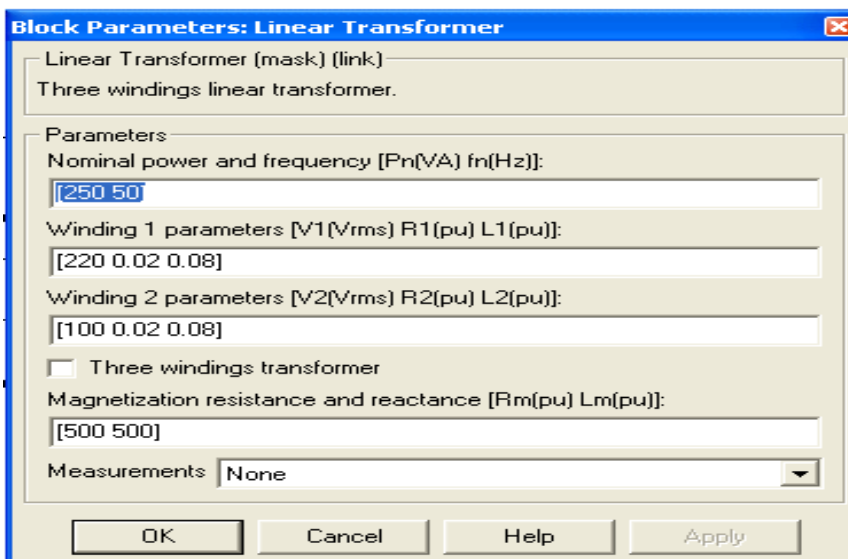 Block Parameters: Linear Transformer
Linear Transformer (mask) (link)
Three windings linear transformer.
Parameters
Nominal power and frequency [Pn(VA) fn(Hz)]:
[250 50]
Winding 1 parameters [V1(Vrms) R1(pu) L1(pu)]:
[220 0.02 0.08]
Winding 2 parameters [V2(Vrms) R2(pu) L2(pu)]:
[100 0.02 0.08]
Three windings transformer
Magnetization resistance and reactance [Rm(pu) Lm(pu)]:
[500 500]
Measurements None
OK Cancel Help Apply